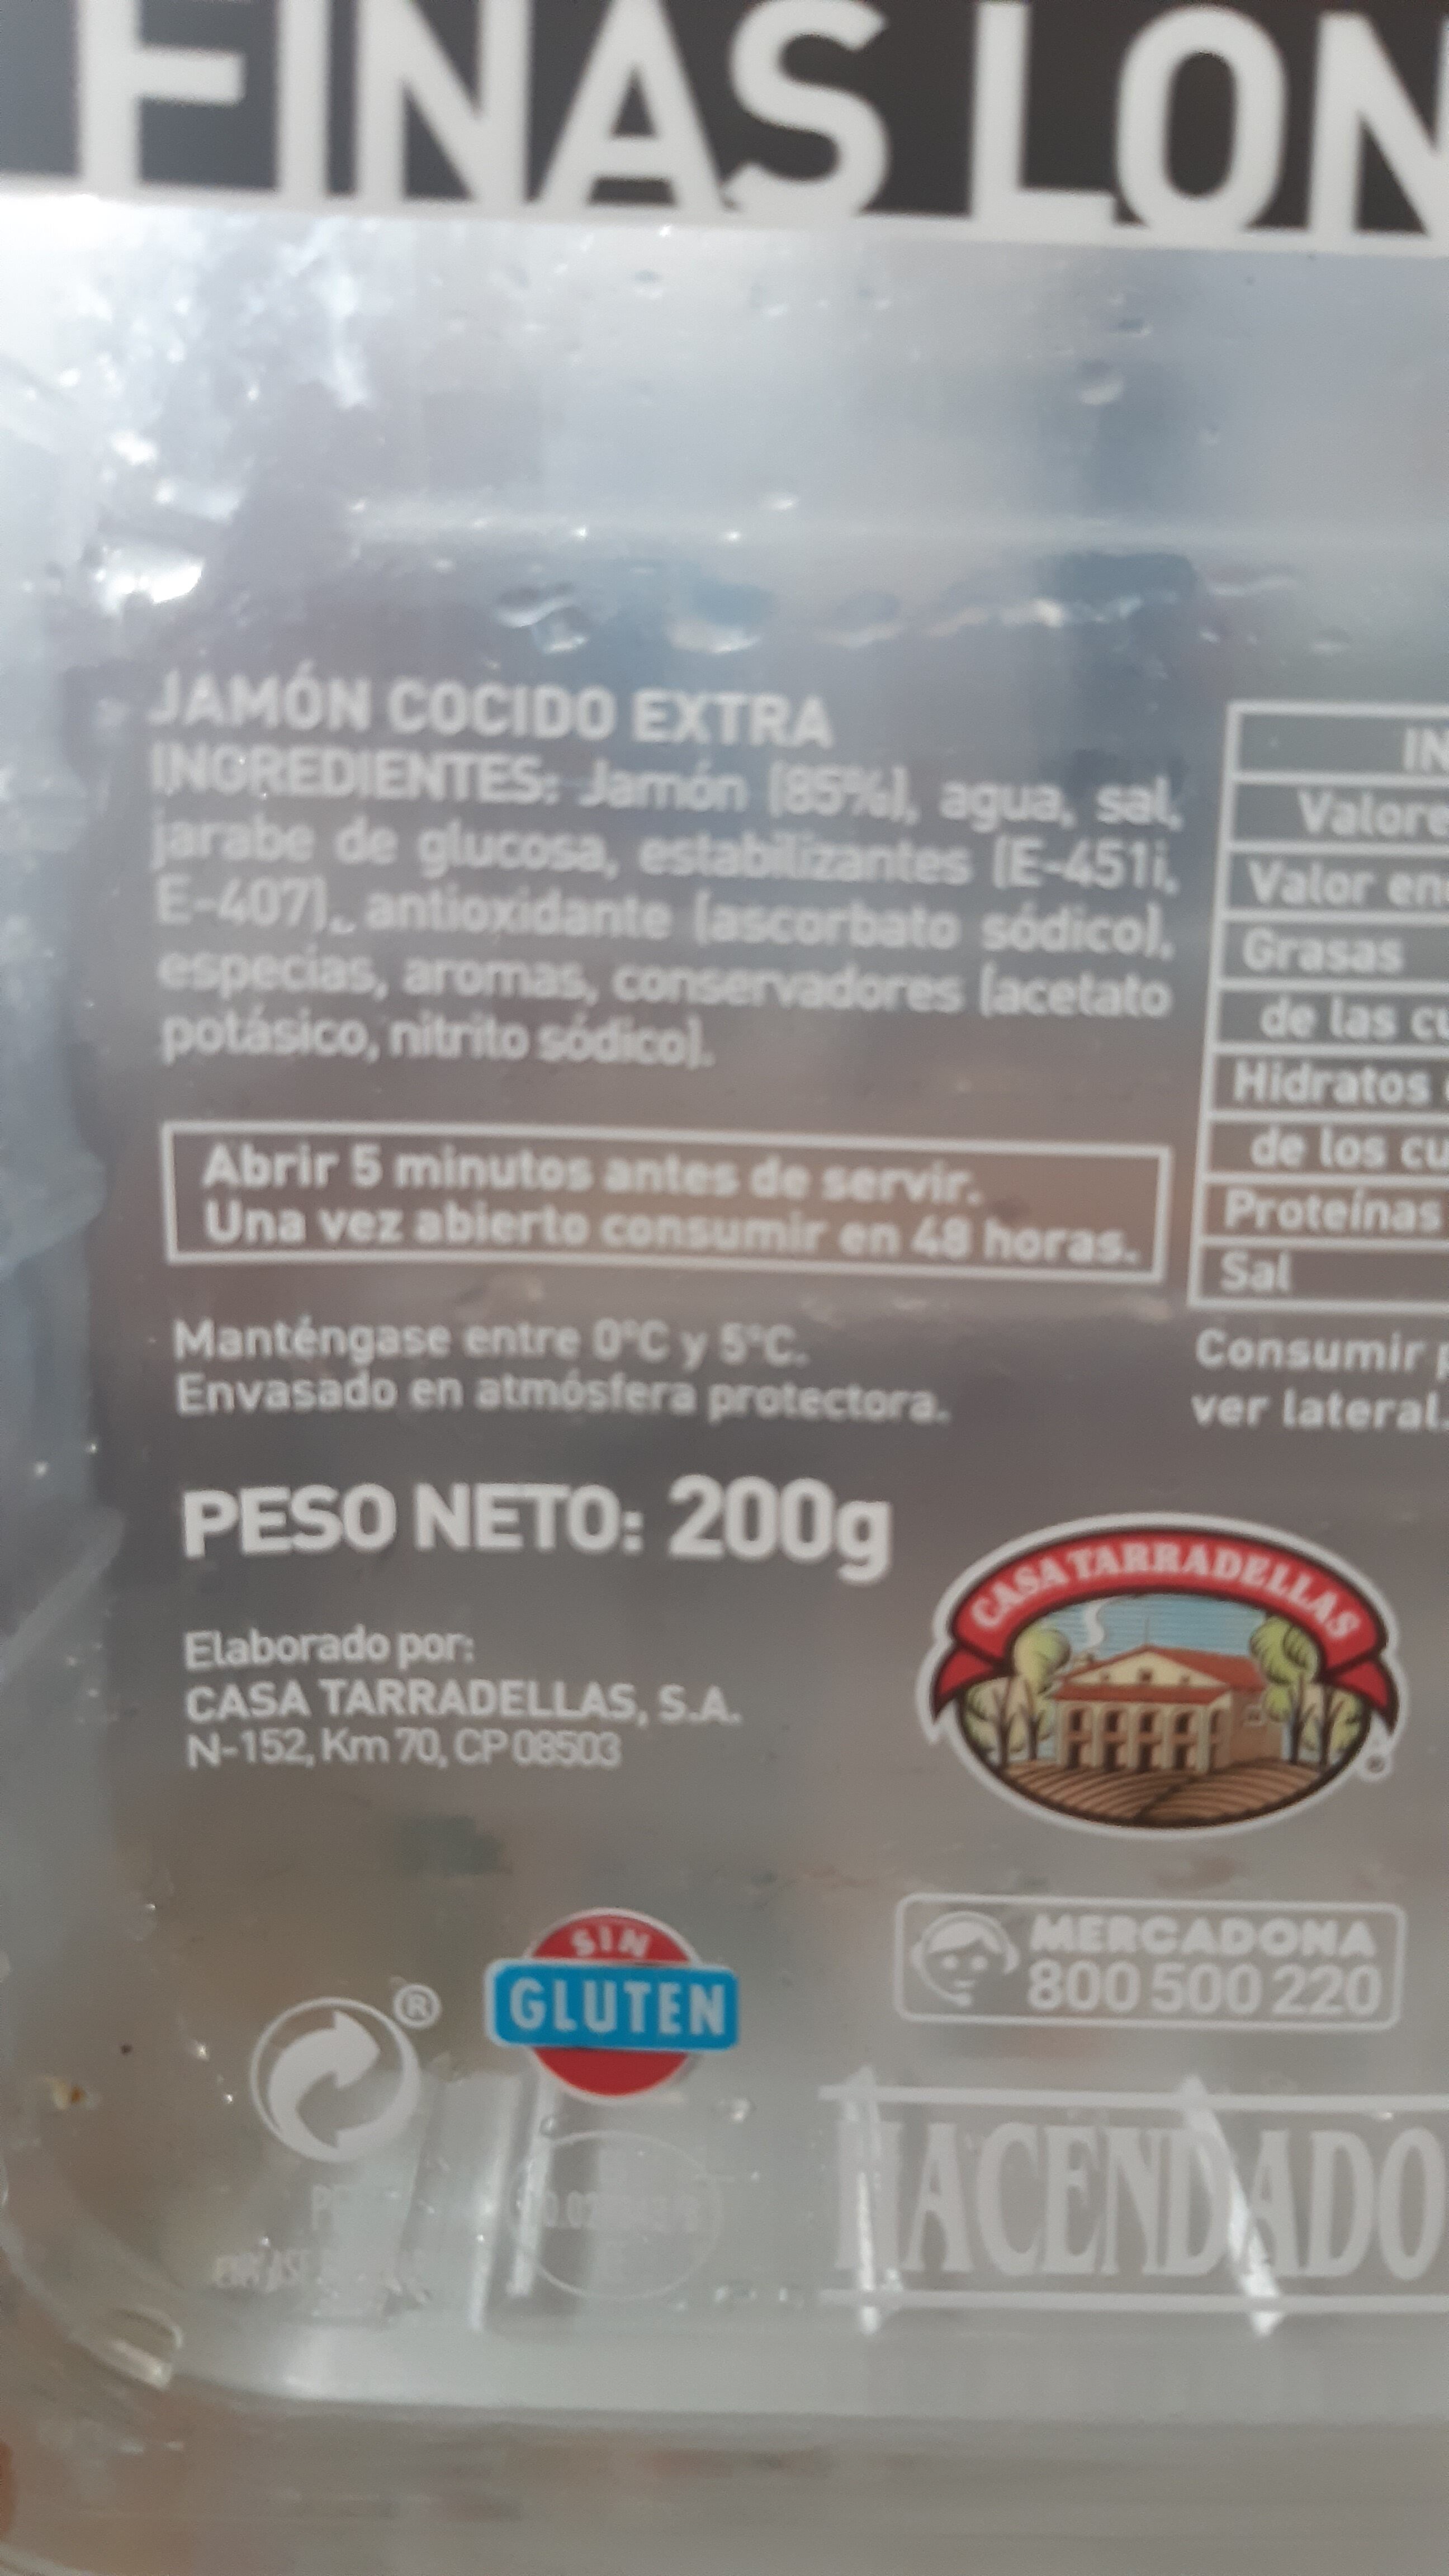 FINAS LON
JAMÓN COCIDO EXTRA
INGREDIENTES: Jamón (85%), agua, sal,
jarabe de glucosa, estabilizantes (E-451i,
E-407), antioxidante (ascorbato sódico),
especias, aromas, conservadores (acetato
potásico, nitrito sódico).
Abrir 5 minutos antes de servir.
Una vez abierto consumir en 48 horas.
Manténgase entre 0°C y 5°C.
Envasado en atmósfera protectora.
PESO NETO: 200g
Elaborado por:
CASA TARRADELLAS, S.A.
N-152, Km 70, CP 08503
IN
Valore
Valor en
Grasas
de las cu
Hidratos
de los cu
Proteínas
Sal
Consumir p
ver lateral.
CASA TARRADELLAS
®
SIN
GLUTEN
®
MERCADONA
800 500 220
HACENDADO